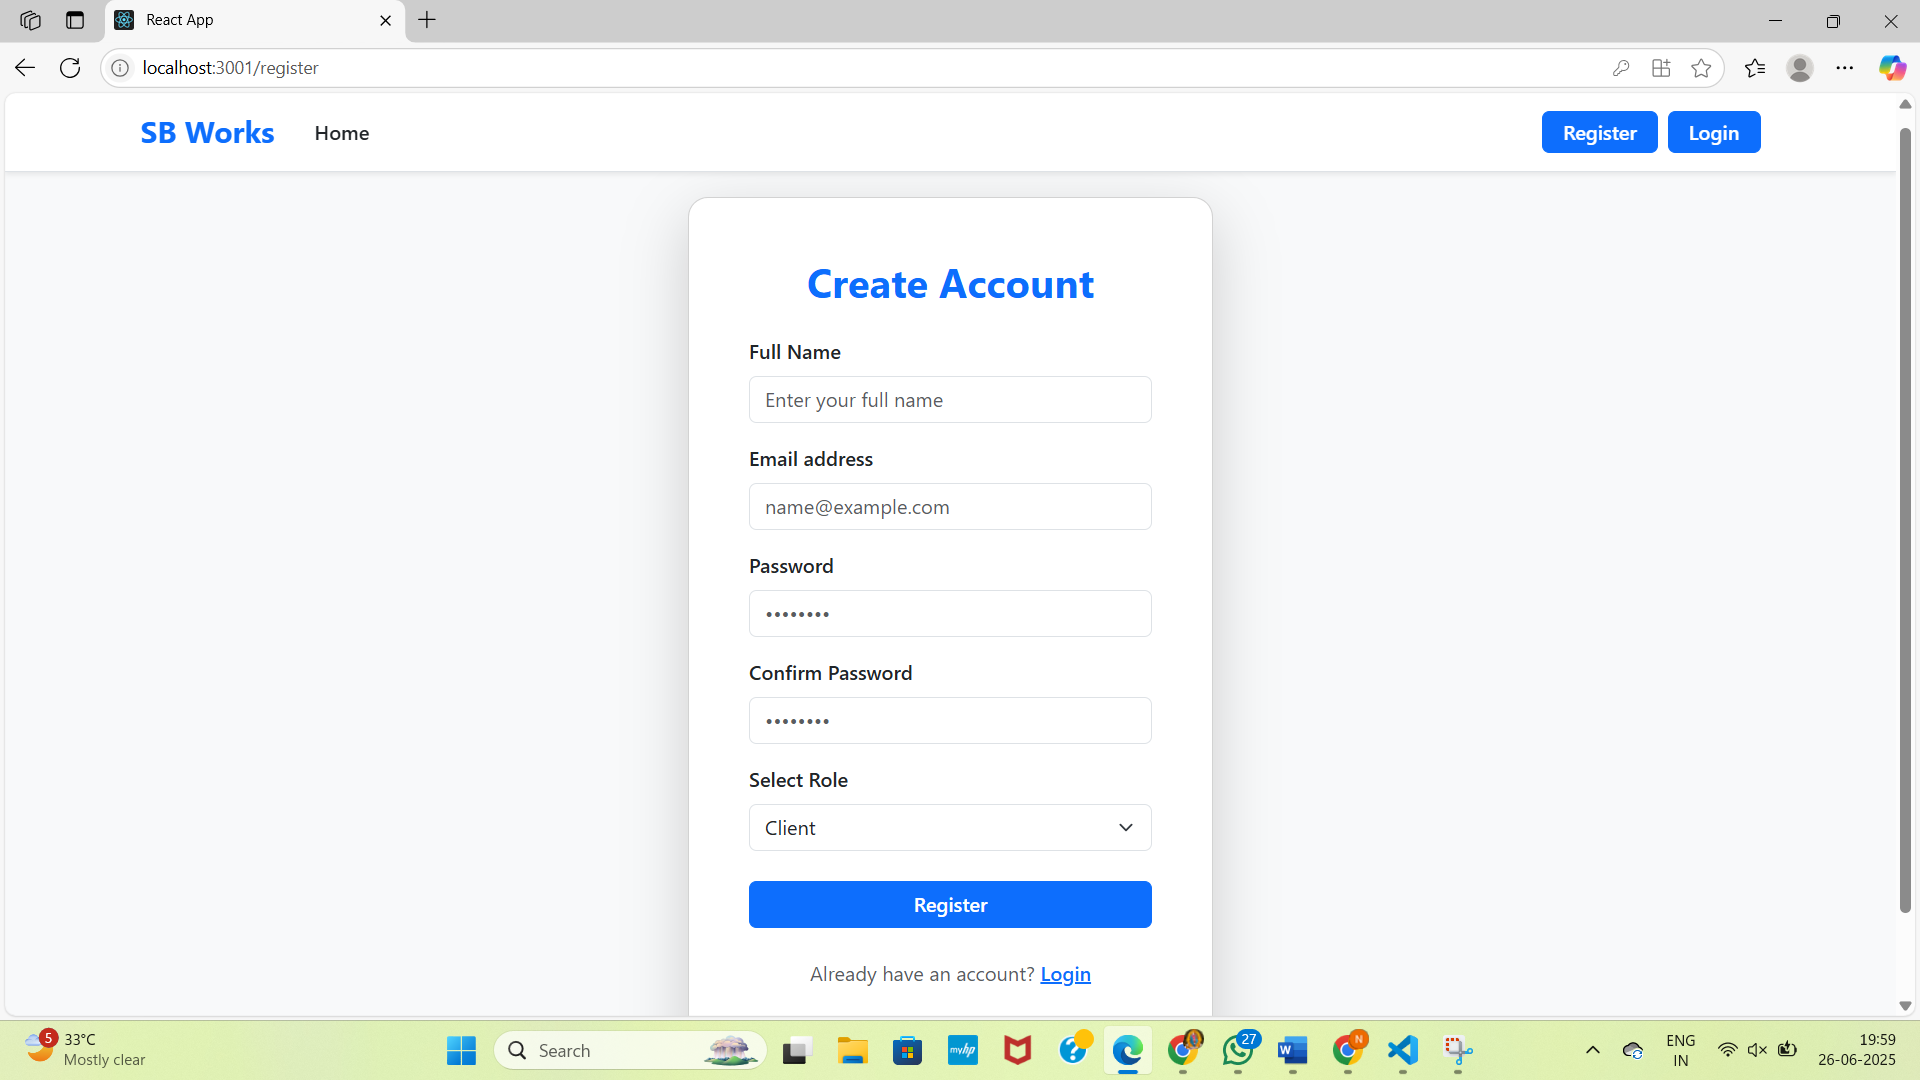 React App
localhost:3001/register
SB Works
Home
Register
Login
Create Account
Full Name
Enter your full name
Email address
name@example.com
Password
••••••••
Confirm Password
••••••••
Select Role
Client
Register
Already have an account? Login
5
33°C
Mostly clear
Search
myhp
?
27
W
N
ENG
IN
19:59
26-06-2025